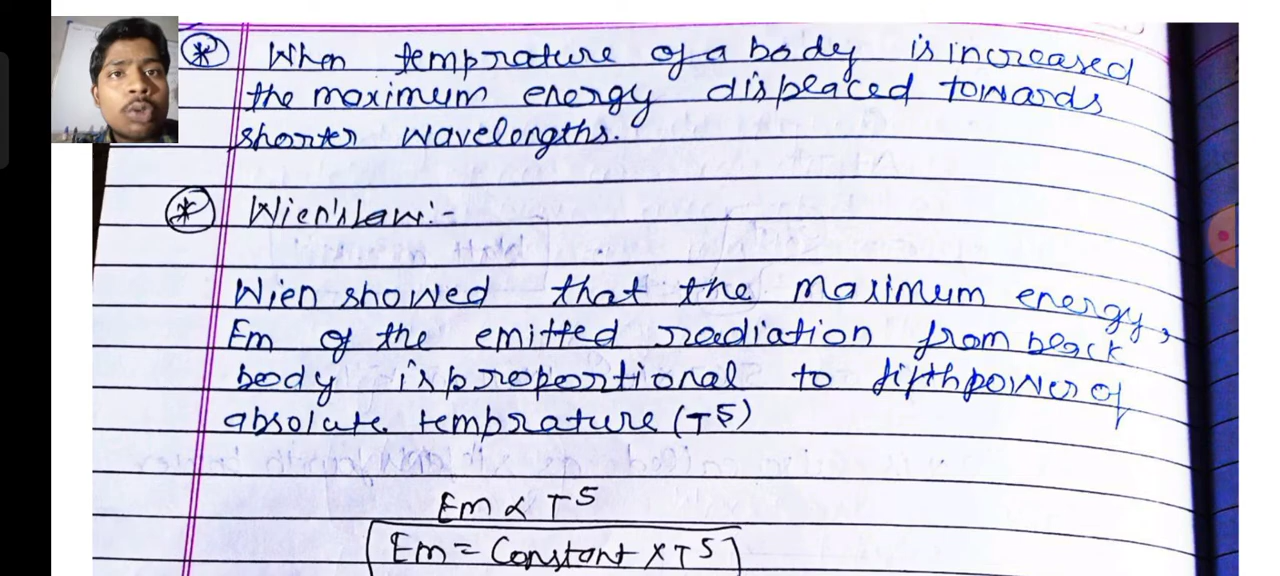 * When temprature of a body is increased
the maximum energy displaced towards
shorter wavelengths.
* Wien's law:-
Wien showed that the maximum energy,
Em of the emitted radiation from black
body is proportional to fifth power of
absolute temprature (T5)
Em ∝ T⁵
Em = Constant × T⁵